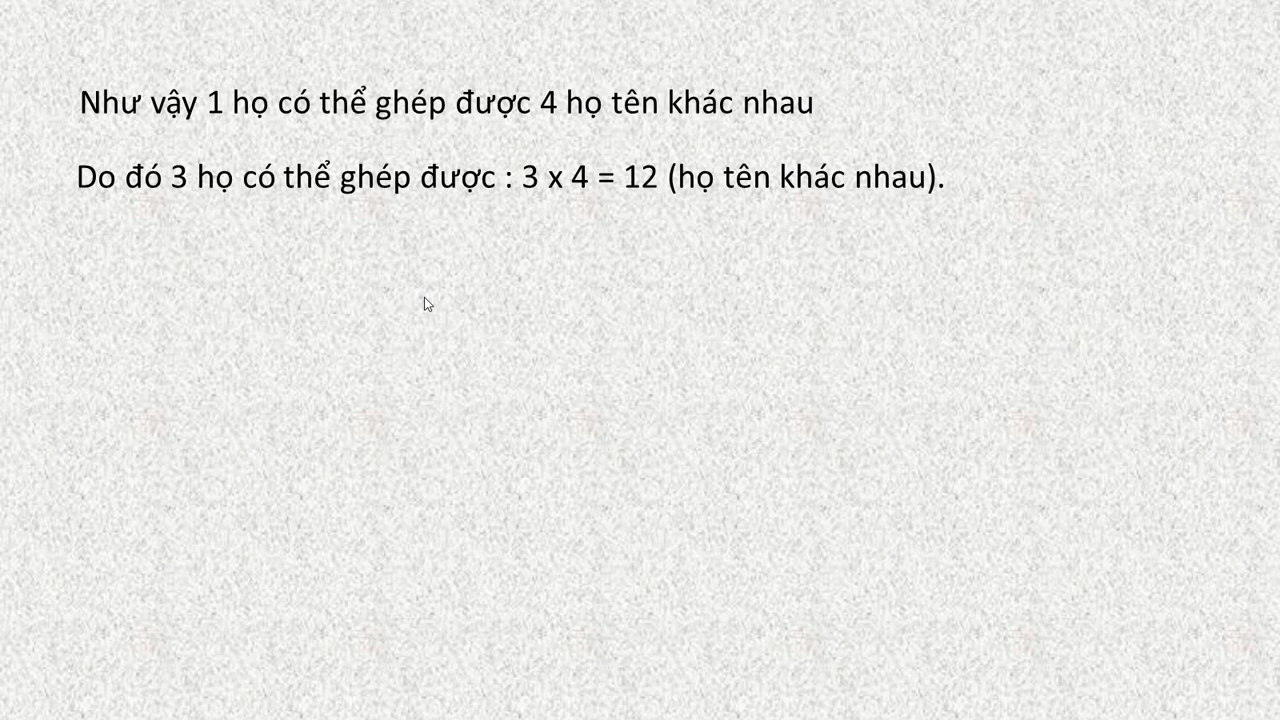 Như vậy 1 họ có thể ghép được 4 họ tên khác nhau
Do đó 3 họ có thể ghép được : 3 x 4 = 12 (họ tên khác nhau).